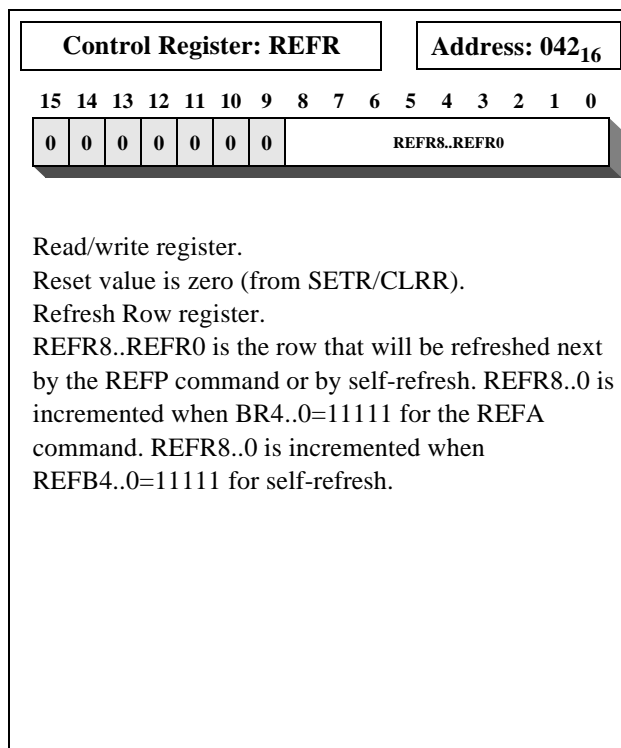 Control Register: REFR
Address: 042₁₆
15 14 13 12 11 10 9 8 7 6 5 4 3 2 1 0
0 0 0 0 0 0 0 REFR8..REFR0
Read/write register.
Reset value is zero (from SETR/CLRR).
Refresh Row register.
REFR8..REFR0 is the row that will be refreshed next
by the REFP command or by self-refresh. REFR8..0 is
incremented when BR4..0=11111 for the REFA
command. REFR8..0 is incremented when
REFB4..0=11111 for self-refresh.